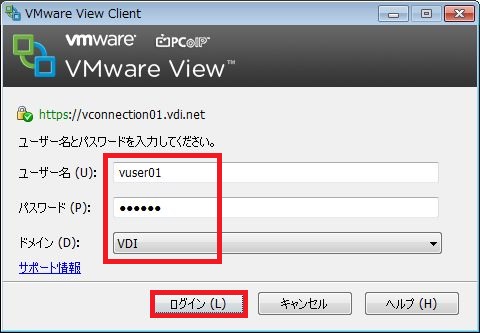 VMware View Client
vmware PCoIP
VMware View™
https://vconnection01.vdi.net
ユーザー名とパスワードを入力してください。
ユーザー名 (U): vuser01
パスワード (P): ●●●●●●
ドメイン (D): VDI
サポート情報
ログイン (L) キャンセル ヘルプ (H)